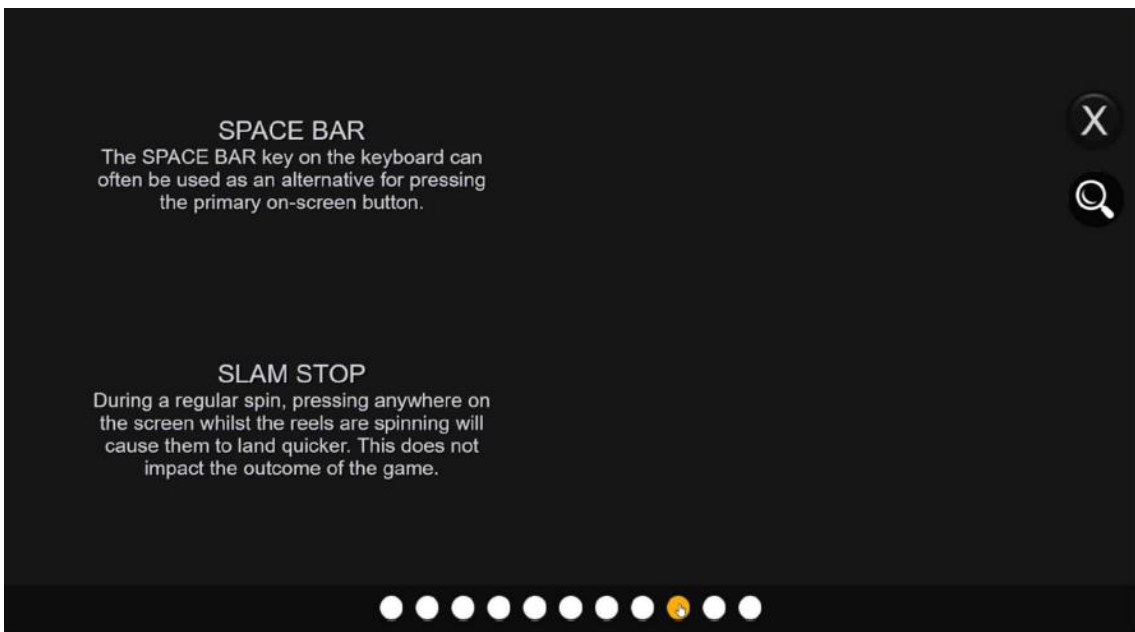 SPACE BAR
The SPACE BAR key on the keyboard can
often be used as an alternative for pressing
the primary on-screen button.
X
SLAM STOP
During a regular spin, pressing anywhere on
the screen whilst the reels are spinning will
cause them to land quicker. This does not
impact the outcome of the game.